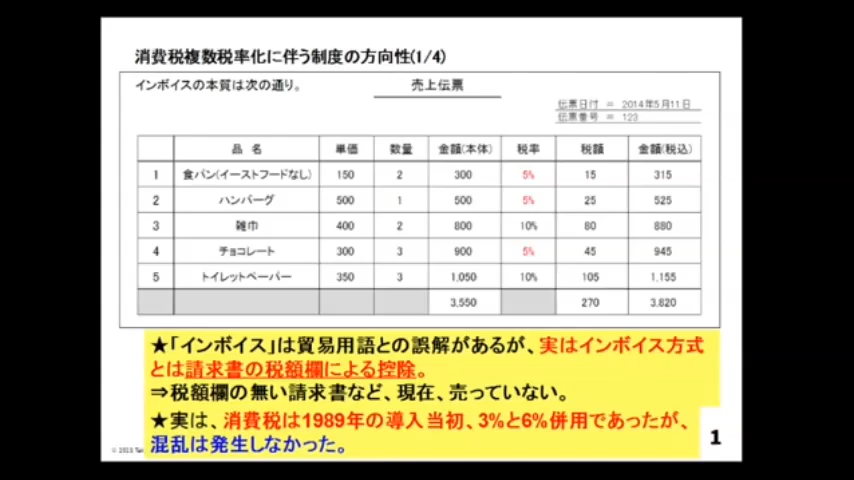 消費税複数税率化に伴う制度の方向性(1/4)
インボイスの本質は次の通り。
売上伝票
伝票日付 ＝ 2014年5月11日
伝票番号 ＝ 123
品 名 単価 数量 金額(本体) 税率 税額 金額(税込)
1 食パン(イーストフードなし) 150 2 300 5% 15 315
2 ハンバーグ 500 1 500 5% 25 525
3 雑巾 400 2 800 10% 80 880
4 チョコレート 300 3 900 5% 45 945
5 トイレットペーパー 350 3 1,050 10% 105 1,155
3,550 270 3,820
★「インボイス」は貿易用語との誤解があるが、実はインボイス方式
とは請求書の税額欄による控除。
⇒税額欄の無い請求書など、現在、売っていない。
★実は、消費税は1989年の導入当初、3%と6%併用であったが、
混乱は発生しなかった。
1